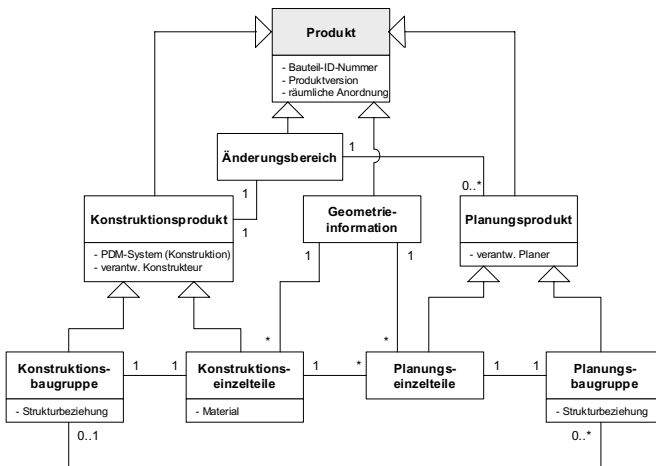 Produkt
- Bauteil-ID-Nummer
- Produktversion
- räumliche Anordnung
Änderungsbereich
1
1
0..*
1
1
Konstruktionsprodukt
- PDM-System (Konstruktion)
- verantw. Konstrukteur
Geometrie-
information
Planungsprodukt
- verantw. Planer
1
1
*
*
Konstruktions-
baugruppe
- Strukturbeziehung
1
1
Konstruktions-
einzelteile
- Material
1
*
Planungs-
einzelteile
1
1
Planungs-
baugruppe
- Strukturbeziehung
0..1
0..*